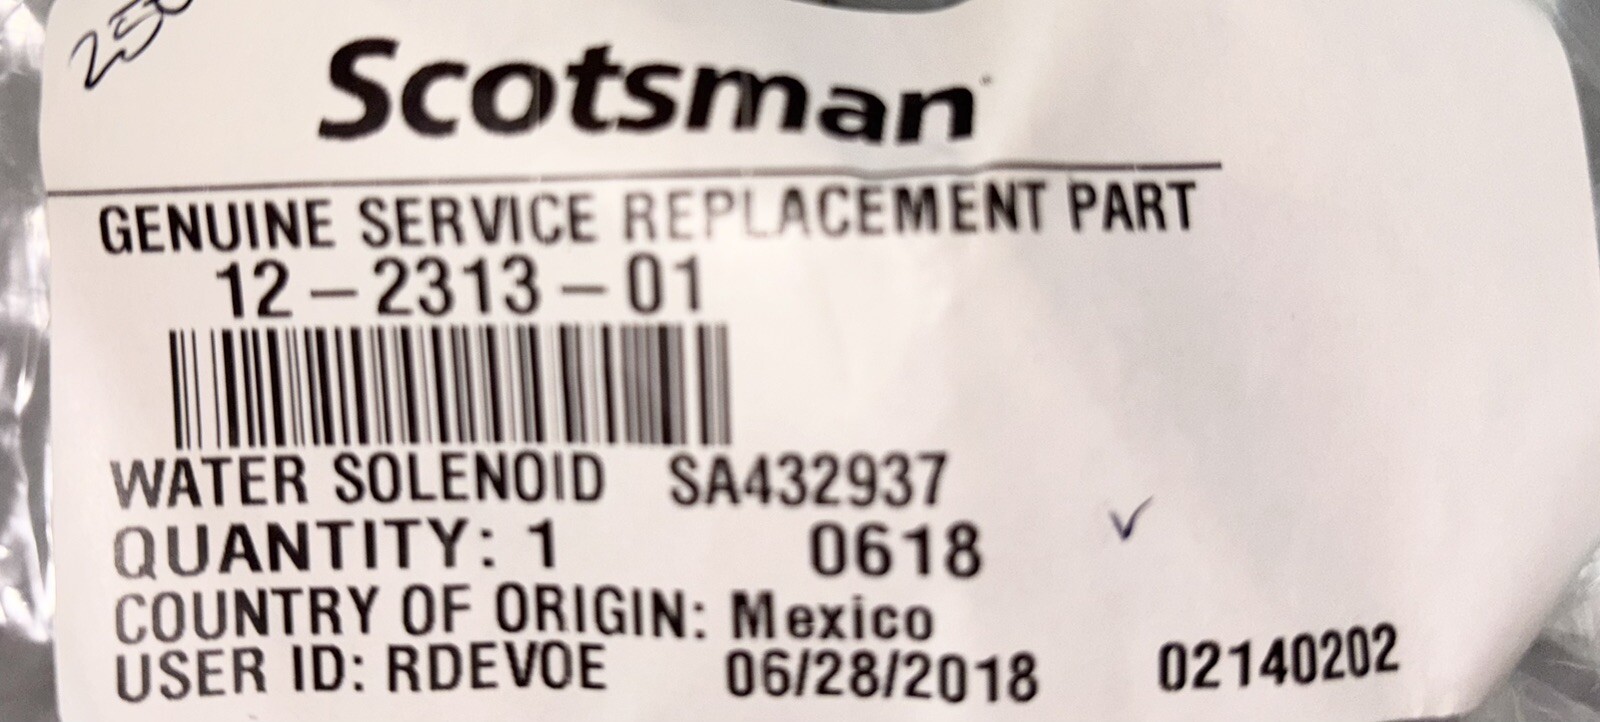 Scotsman
GENUINE SERVICE REPLACEMENT PART
12-2313-01
WATER SOLENOID SA432937
QUANTITY: 1 0618
COUNTRY OF ORIGIN: Mexico
USER ID: RDEVOE 06/28/2018 02140202